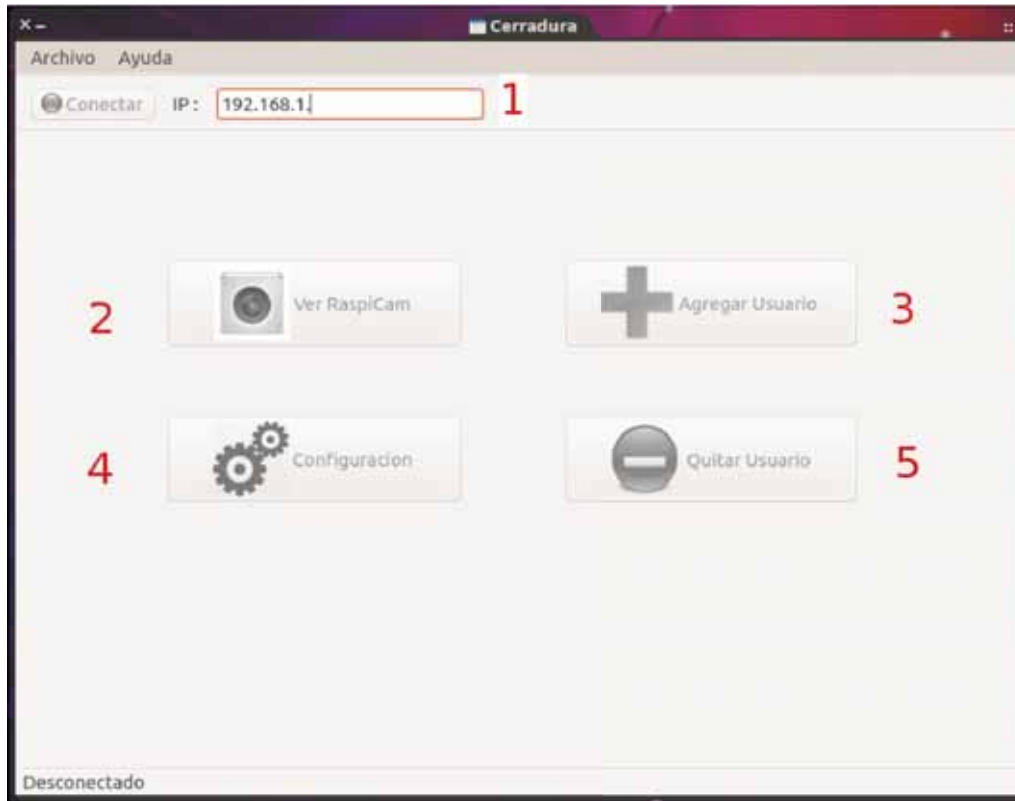 Cerradura
Archivo Ayuda
Conectar IP: 192.168.1. 1
2 Ver RaspiCam Agregar Usuario 3
4 Configuracion Quitar Usuario 5
Desconectado